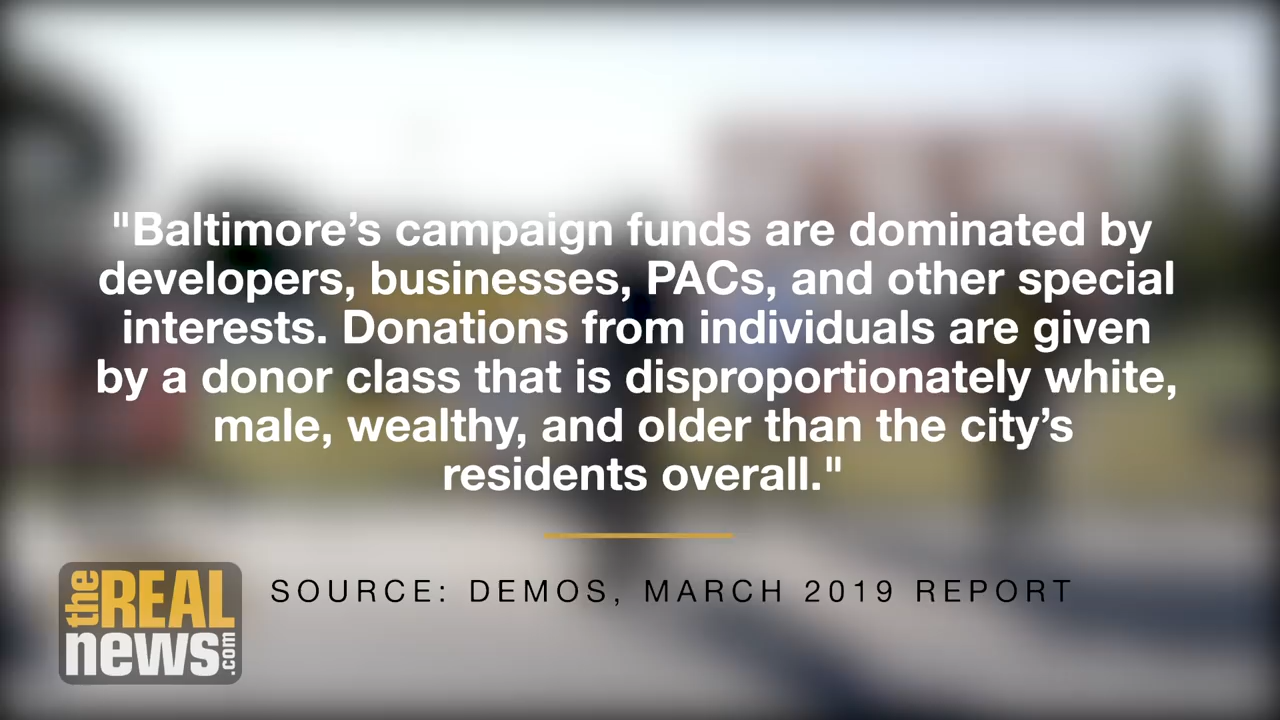 "Baltimore’s campaign funds are dominated by
developers, businesses, PACs, and other special
interests. Donations from individuals are given
by a donor class that is disproportionately white,
male, wealthy, and older than the city’s
residents overall."
SOURCE: DEMOS, MARCH 2019 REPORT
the REAL
news.com